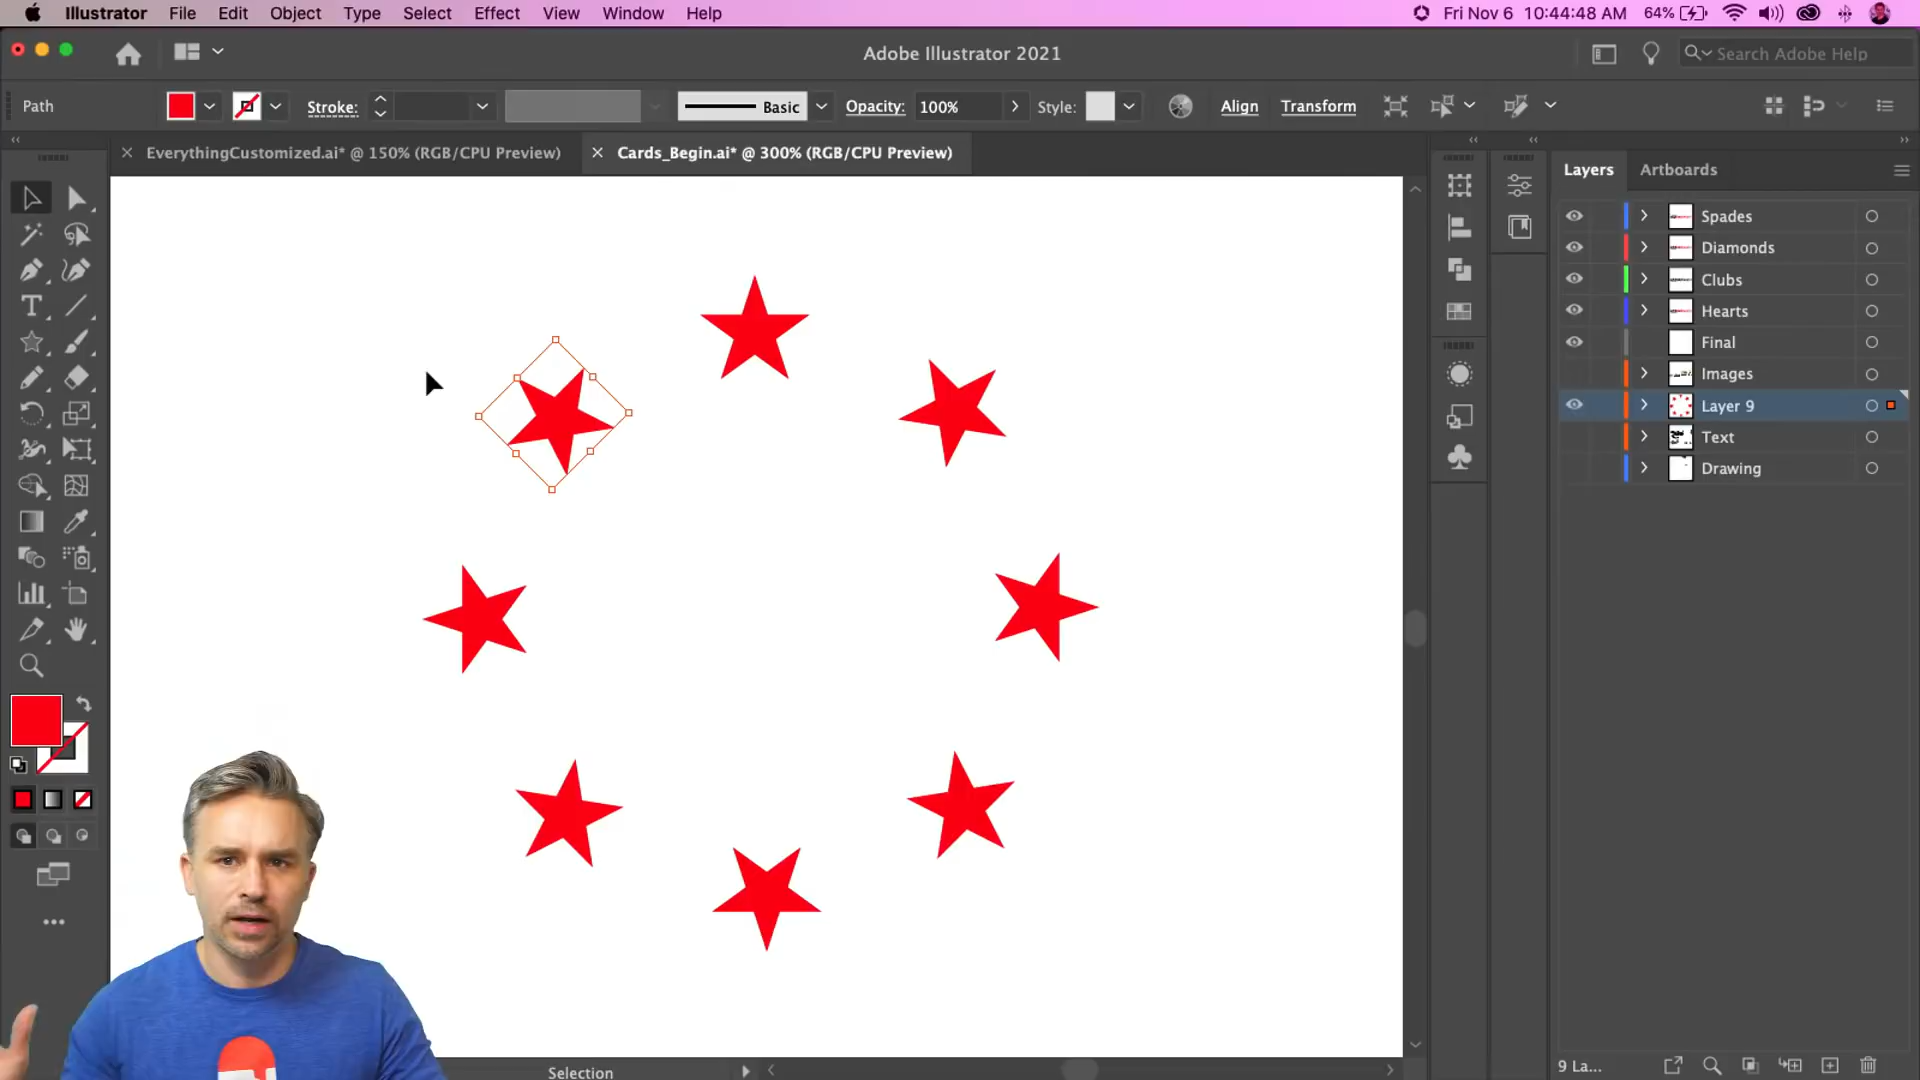 Illustrator File Edit Object Type Select Effect View Window Help Fri Nov 6 10:44:48 AM 64%
Adobe Illustrator 2021 Search Adobe Help
Path Stroke: Basic Opacity: 100% Style: Align Transform
EverythingCustomized.ai* @ 150% (RGB/CPU Preview) Cards_Begin.ai* @ 300% (RGB/CPU Preview)
Layers Artboards
Spades
Diamonds
Clubs
Hearts
Final
Images
Layer 9
Text
Drawing
Selection 9 La...